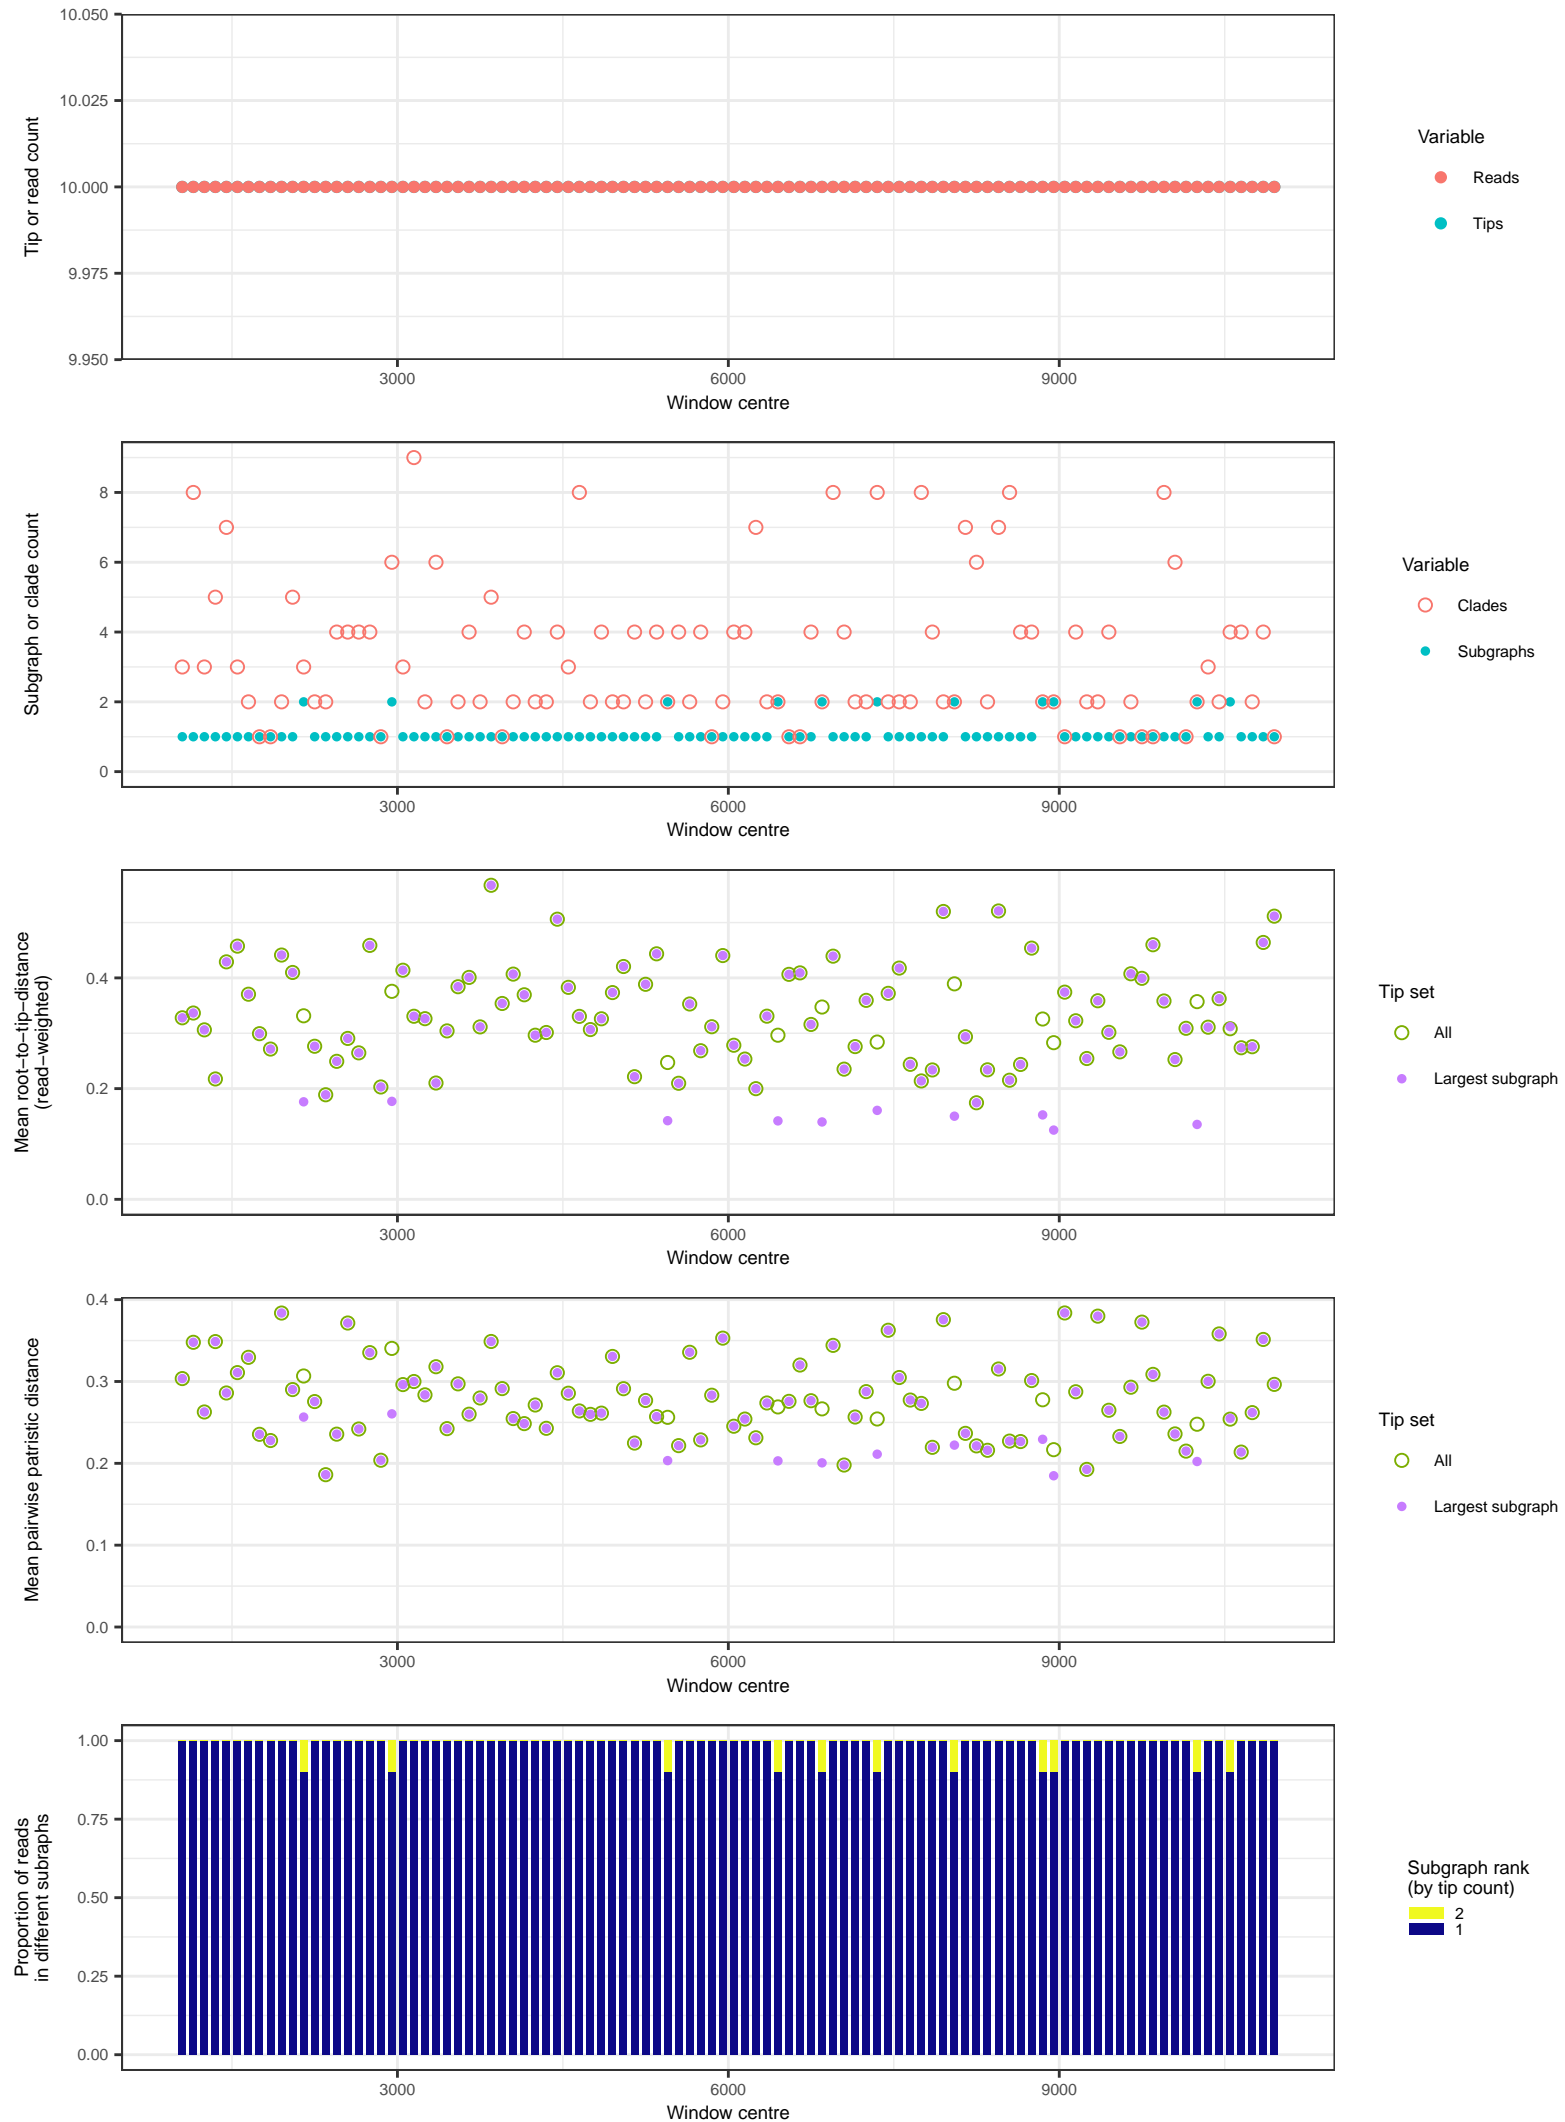 10.050
10.025
10.000
9.975
9.950
Tip or read count
3000
6000
9000
Window centre
Variable
Reads
Tips
8
6
4
2
0
Subgraph or clade count
3000
6000
9000
Window centre
Variable
Clades
Subgraphs
0.4
0.2
0.0
Mean root−to−tip−distance
(read−weighted)
3000
6000
9000
Window centre
Tip set
All
Largest subgraph
0.4
0.3
0.2
0.1
0.0
Mean pairwise patristic distance
3000
6000
9000
Window centre
Tip set
All
Largest subgraph
1.00
0.75
0.50
0.25
0.00
Proportion of reads
in different subraphs
3000
6000
9000
Window centre
Subgraph rank
(by tip count)
2
1